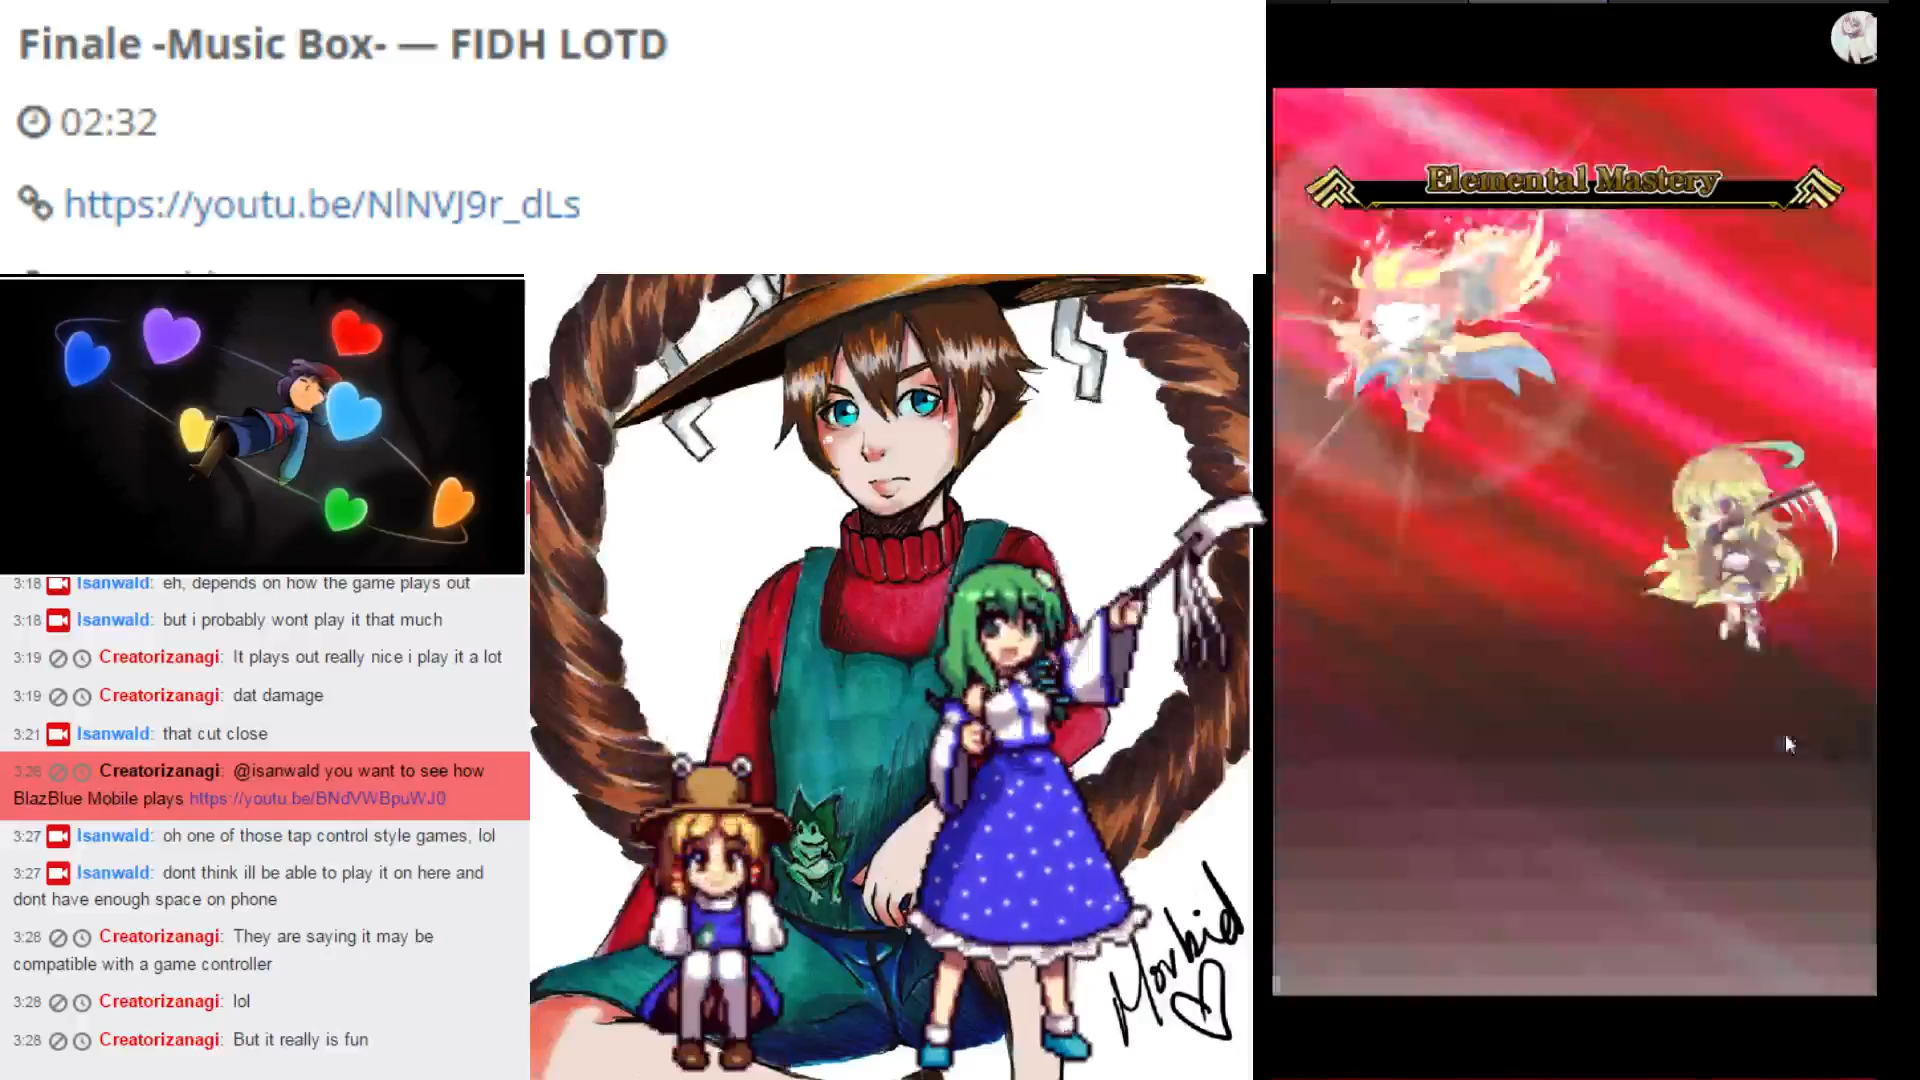 Finale -Music Box- — FIDH LOTD
02:32
https://youtu.be/NlNVJ9r_dLs
Elemental Mastery
3:18 Isanwald: eh, depends on how the game plays out
3:18 Isanwald: but i probably wont play it that much
3:19 Creatorizanagi: It plays out really nice i play it a lot
3:19 Creatorizanagi: dat damage
3:21 Isanwald: that cut close
3:26 Creatorizanagi: @isanwald you want to see how
BlazBlue Mobile plays https://youtu.be/BNdVWBpuWJ0
3:27 Isanwald: oh one of those tap control style games, lol
3:27 Isanwald: dont think ill be able to play it on here and
dont have enough space on phone
3:28 Creatorizanagi: They are saying it may be
compatible with a game controller
3:28 Creatorizanagi: lol
3:28 Creatorizanagi: But it really is fun
Morbid